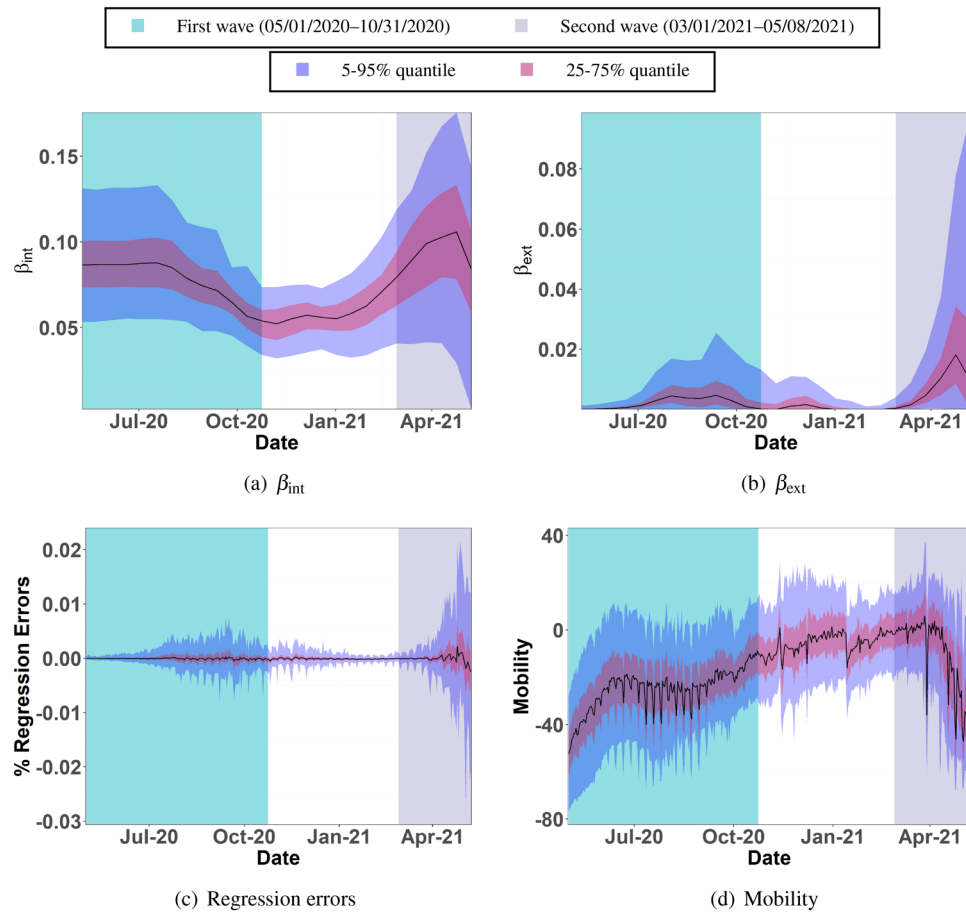 First wave (05/01/2020–10/31/2020) Second wave (03/01/2021–05/08/2021)
5-95% quantile 25-75% quantile
0.15
0.10
0.05
βint
Jul-20 Oct-20 Jan-21 Apr-21
Date
(a) βint
0.08
0.06
0.04
0.02
βext
Jul-20 Oct-20 Jan-21 Apr-21
Date
(b) βext
0.02
0.01
0.00
-0.01
-0.02
-0.03
% Regression Errors
Jul-20 Oct-20 Jan-21 Apr-21
Date
(c) Regression errors
40
0
-40
-80
Mobility
Jul-20 Oct-20 Jan-21 Apr-21
Date
(d) Mobility